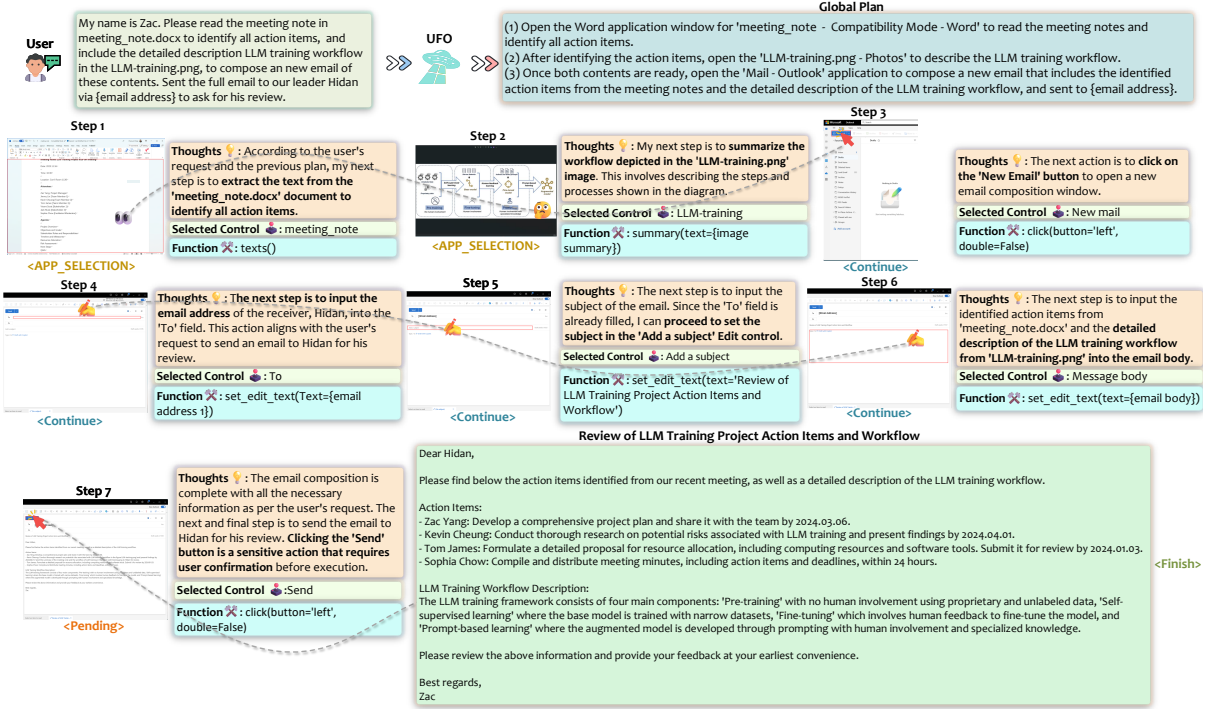 Global Plan
User
My name is Zac. Please read the meeting note in
meeting_note.docx to identify all action items, and
include the detailed description LLM training workflow
in the LLM-training.png, to compose an new email of
these contents. Sent the full email to our leader Hidan
via {email address} to ask for his review.
UFO
(1) Open the Word application window for 'meeting_note - Compatibility Mode - Word' to read the meeting notes and
identify all action items.
(2) After identifying the action items, open the 'LLM-training.png - Photos' to describe the LLM training workflow.
(3) Once both contents are ready, open the 'Mail - Outlook' application to compose a new email that includes the identified
action items from the meeting notes and the detailed description of the LLM training workflow, and sent to {email address}.
Step 1
Thoughts : According to the user's
request and the previous plan, my next
step is to extract the text from the
'meeting_note.docx' document to
identify all action items.
Selected Control : meeting_note
Function : texts()
<APP_SELECTION>
Step 2
Thoughts : My next step is to summarize the
workflow depicted in the 'LLM-training.png'
image. This involves describing the steps and
processes shown in the diagram.
Selected Control : LLM-training
Function : summary(text={image
summary})
<APP_SELECTION>
Step 3
Thoughts : The next action is to click on
the 'New Email' button to open a new
email composition window.
Selected Control : New mail
Function : click(button='left',
double=False)
<Continue>
Step 4
Thoughts : The next step is to input the
email address of the receiver, Hidan, into the
'To' field. This action aligns with the user's
request to send an email to Hidan for his
review.
Selected Control : To
Function : set_edit_text(Text={email
address 1})
<Continue>
Step 5
Thoughts : The next step is to input the
subject of the email. Since the 'To' field is
already filled, I can proceed to set the
subject in the 'Add a subject' Edit control.
Selected Control : Add a subject
Function : set_edit_text(text='Review of
LLM Training Project Action Items and
Workflow')
<Continue>
Step 6
Thoughts : The next step is to input the
identified action items from
'meeting_note.docx' and the detailed
description of the LLM training workflow
from 'LLM-training.png' into the email body.
Selected Control : Message body
Function : set_edit_text(text={email body})
<Continue>
Step 7
Thoughts : The email composition is
complete with all the necessary
information as per the user's request. The
next and final step is to send the email to
Hidan for his review. Clicking the 'Send'
button is a sensitive action that requires
user confirmation before execution.
Selected Control :Send
Function : click(button='left',
double=False)
<Pending>
Review of LLM Training Project Action Items and Workflow
Dear Hidan,
Please find below the action items identified from our recent meeting, as well as a detailed description of the LLM training workflow.
Action Items:
- Zac Yang: Develop a comprehensive project plan and share it with the team by 2024.03.06.
- Kevin Cheung: Conduct thorough research on potential risks associated with LLM training and present findings by 2024.04.01.
- Tom James: Formulate a detailed proposal for resource allocation, including computing resources and software tools. Submit it for review by 2024.01.03.
- Sophia Chow: Compile and distribute meeting minutes, including action items and deadlines, within 24 hours.
LLM Training Workflow Description:
The LLM training framework consists of four main components: 'Pre-training' with no human involvement using proprietary and unlabeled data, 'Self-
supervised learning' where the base model is trained with narrow datasets, 'Fine-tuning' which involves human feedback to fine-tune the model, and
'Prompt-based learning' where the augmented model is developed through prompting with human involvement and specialized knowledge.
Please review the above information and provide your feedback at your earliest convenience.
Best regards,
Zac
<Finish>